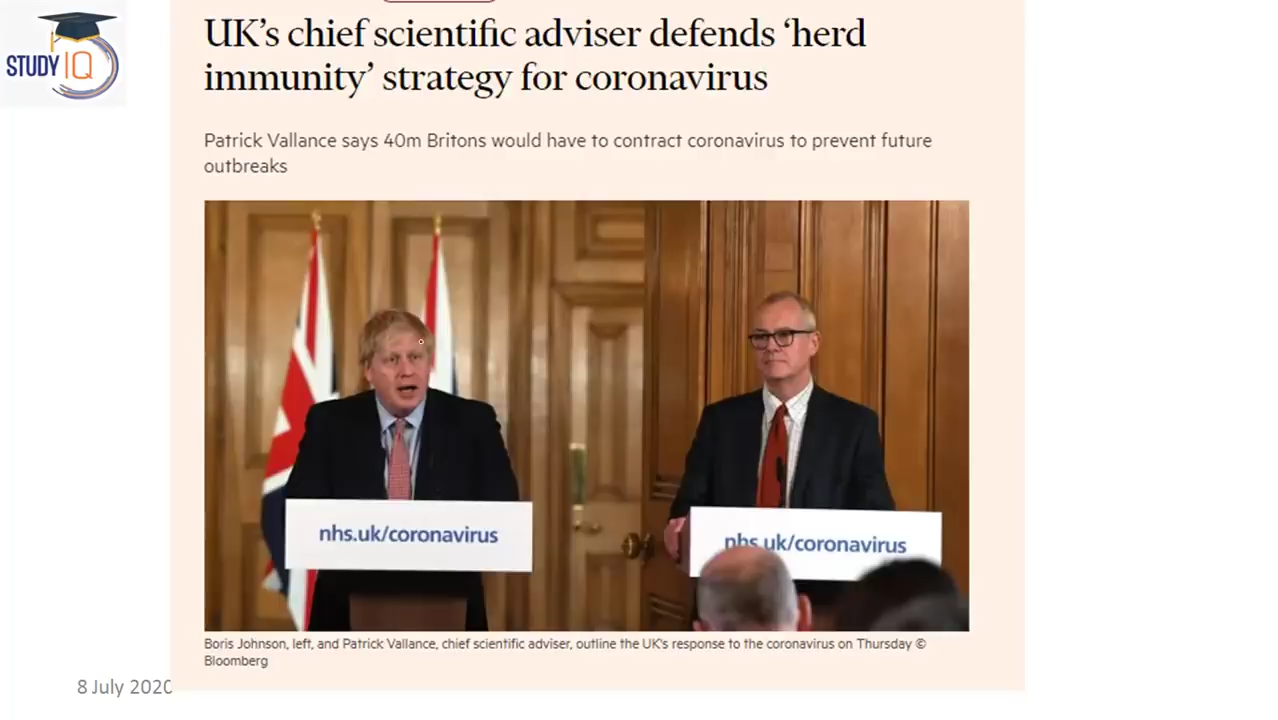 STUDY IQ
UK’s chief scientific adviser defends ‘herd
immunity’ strategy for coronavirus
Patrick Vallance says 40m Britons would have to contract coronavirus to prevent future
outbreaks
nhs.uk/coronavirus
nhs.uk/coronavirus
Boris Johnson, left, and Patrick Vallance, chief scientific adviser, outline the UK's response to the coronavirus on Thursday ©
Bloomberg
8 July 2020